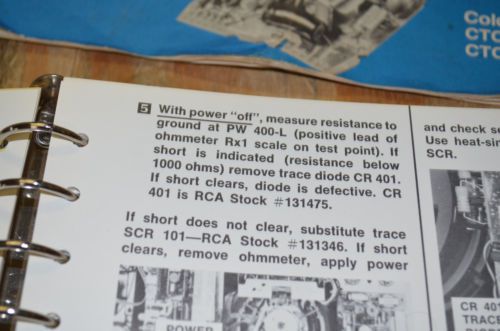 Colo
CTC
CTC
5 With power "off", measure resistance to
ground at PW 400-L (positive lead of
ohmmeter Rx1 scale on test point). If
short is indicated (resistance below
1000 ohms) remove trace diode CR 401.
If short clears, diode is defective. CR
401 is RCA Stock #131475.
If short does not clear, substitute trace
SCR 101—RCA Stock #131346. If short
clears, remove ohmmeter, apply power
POWER
and check s
Use heat-sin
SCR.
CR 401
TRACE